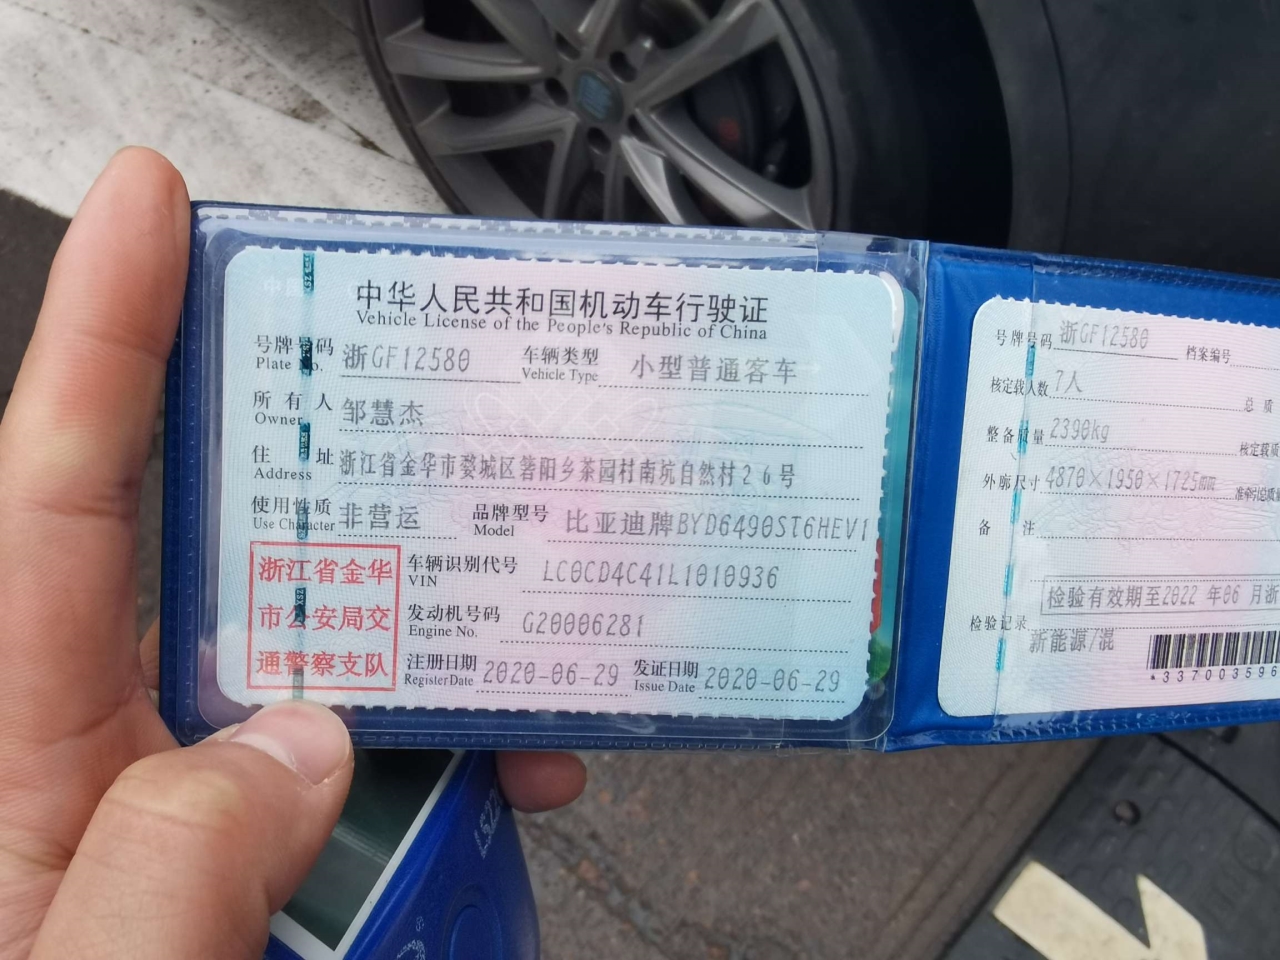 中华人民共和国机动车行驶证
Vehicle License of the People's Republic of China
号牌号码 浙GF12580 车辆类型 小型普通客车
Plate No. Vehicle Type
所有人 邹慧杰
Owner
住址 浙江省金华市婺城区箬阳乡茶园村南坑自然村26号
Address
使用性质 非营运 品牌型号 比亚迪牌BYD6490ST6HEV1
Use Character Model
浙江省金华
市公安局交
通警察支队
车辆识别代号 LC0CD4C41L1010936
VIN
发动机号码 G20006281
Engine No.
注册日期 2020-06-29 发证日期 2020-06-29
Register Date Issue Date
号牌号码 浙GF12580 档案编号
核定载人数 7人 总质
整备质量 2390kg 核定载质
外廓尺寸 4870×1950×1725mm 准牵引总质
备注
检验有效期至2022年06月浙
检验记录
新能源/混
*337003596